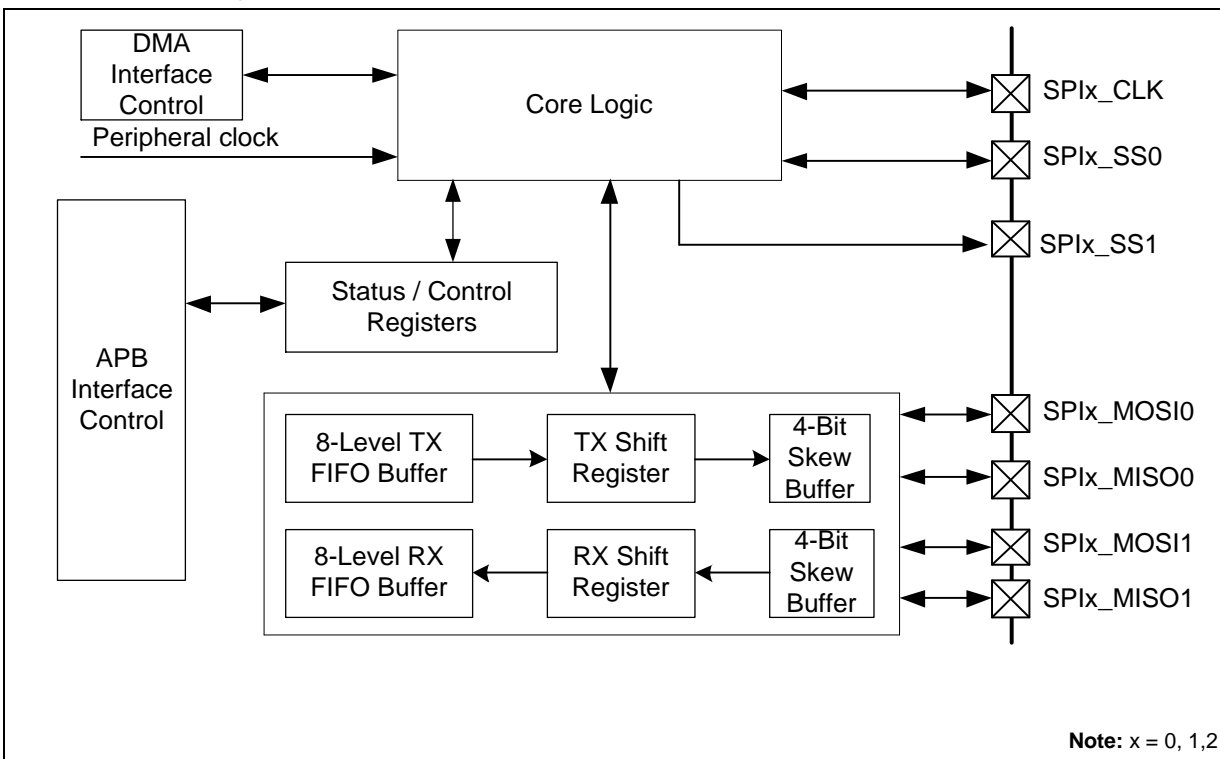 DMA
Interface
Control
Peripheral clock
Core Logic
SPIx_CLK
SPIx_SS0
SPIx_SS1
APB
Interface
Control
Status / Control
Registers
8-Level TX
FIFO Buffer
TX Shift
Register
4-Bit
Skew
Buffer
8-Level RX
FIFO Buffer
RX Shift
Register
4-Bit
Skew
Buffer
SPIx_MOSI0
SPIx_MISO0
SPIx_MOSI1
SPIx_MISO1
Note: x = 0, 1,2